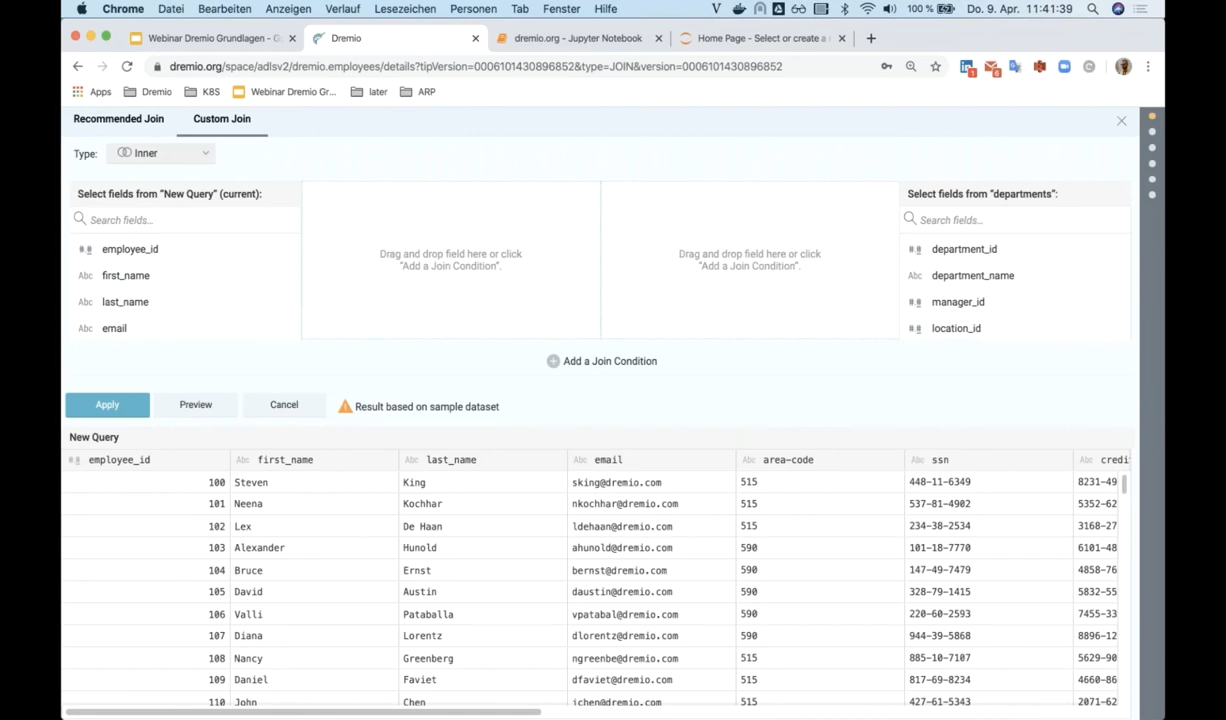 Chrome Datei Bearbeiten Anzeigen Verlauf Lesezeichen Personen Tab Fenster Hilfe 100 % Do. 9. Apr. 11:41:39
Webinar Dremio Grundlagen - G Dremio dremio.org - Jupyter Notebook Home Page - Select or create a
dremio.org/space/adlsv2/dremio.employees/details?tipVersion=0006101430896852&type=JOIN&version=0006101430896852
Apps Dremio K8S Webinar Dremio Gr... later ARP
Recommended Join Custom Join
Type: Inner
Select fields from "New Query" (current): Select fields from "departments":
Search fields... Search fields...
#.# employee_id Drag and drop field here or click Drag and drop field here or click #.# department_id
"Add a Join Condition". "Add a Join Condition".
Abc first_name Abc department_name
Abc last_name #.# manager_id
Abc email #.# location_id
Add a Join Condition
Apply Preview Cancel Result based on sample dataset
New Query
#.# employee_id Abc first_name Abc last_name Abc email Abc area-code Abc ssn Abc credi
100 Steven King sking@dremio.com 515 448-11-6349 8231-49
101 Neena Kochhar nkochhar@dremio.com 515 537-81-4902 5352-62
102 Lex De Haan ldehaan@dremio.com 515 234-38-2534 3168-27
103 Alexander Hunold ahunold@dremio.com 590 101-18-7770 6101-48
104 Bruce Ernst bernst@dremio.com 590 147-49-7479 4858-76
105 David Austin daustin@dremio.com 590 328-79-1415 5832-55
106 Valli Pataballa vpatabal@dremio.com 590 220-60-2593 7455-33
107 Diana Lorentz dlorentz@dremio.com 590 944-39-5868 8896-12
108 Nancy Greenberg ngreenbe@dremio.com 515 885-10-7107 5629-90
109 Daniel Faviet dfaviet@dremio.com 515 817-69-8234 4660-86
110 John Chen jchen@dremio.com 515 427-61-5343 2071-62